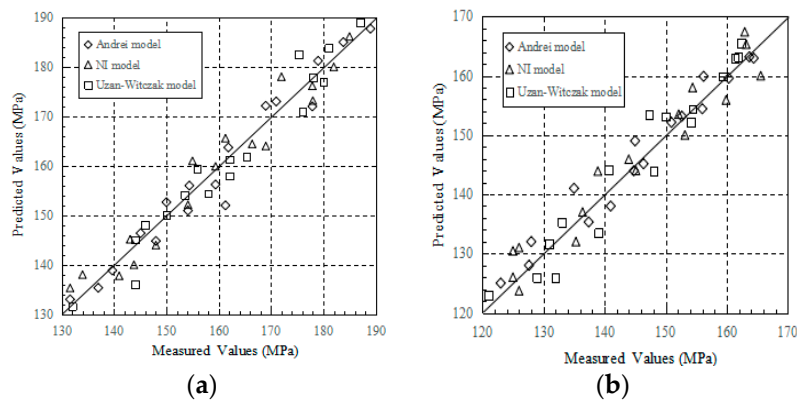 190
180
170
160
150
140
130
Predicted Values (MPa)
Andrei model
NI model
Uzan-Witczak model
130 140 150 160 170 180 190
Measured Values (MPa)
(a)
170
160
150
140
130
120
Predicted Values (MPa)
Andrei model
NI model
Uzan-Witczak model
120 130 140 150 160 170
Measured Values (MPa)
(b)